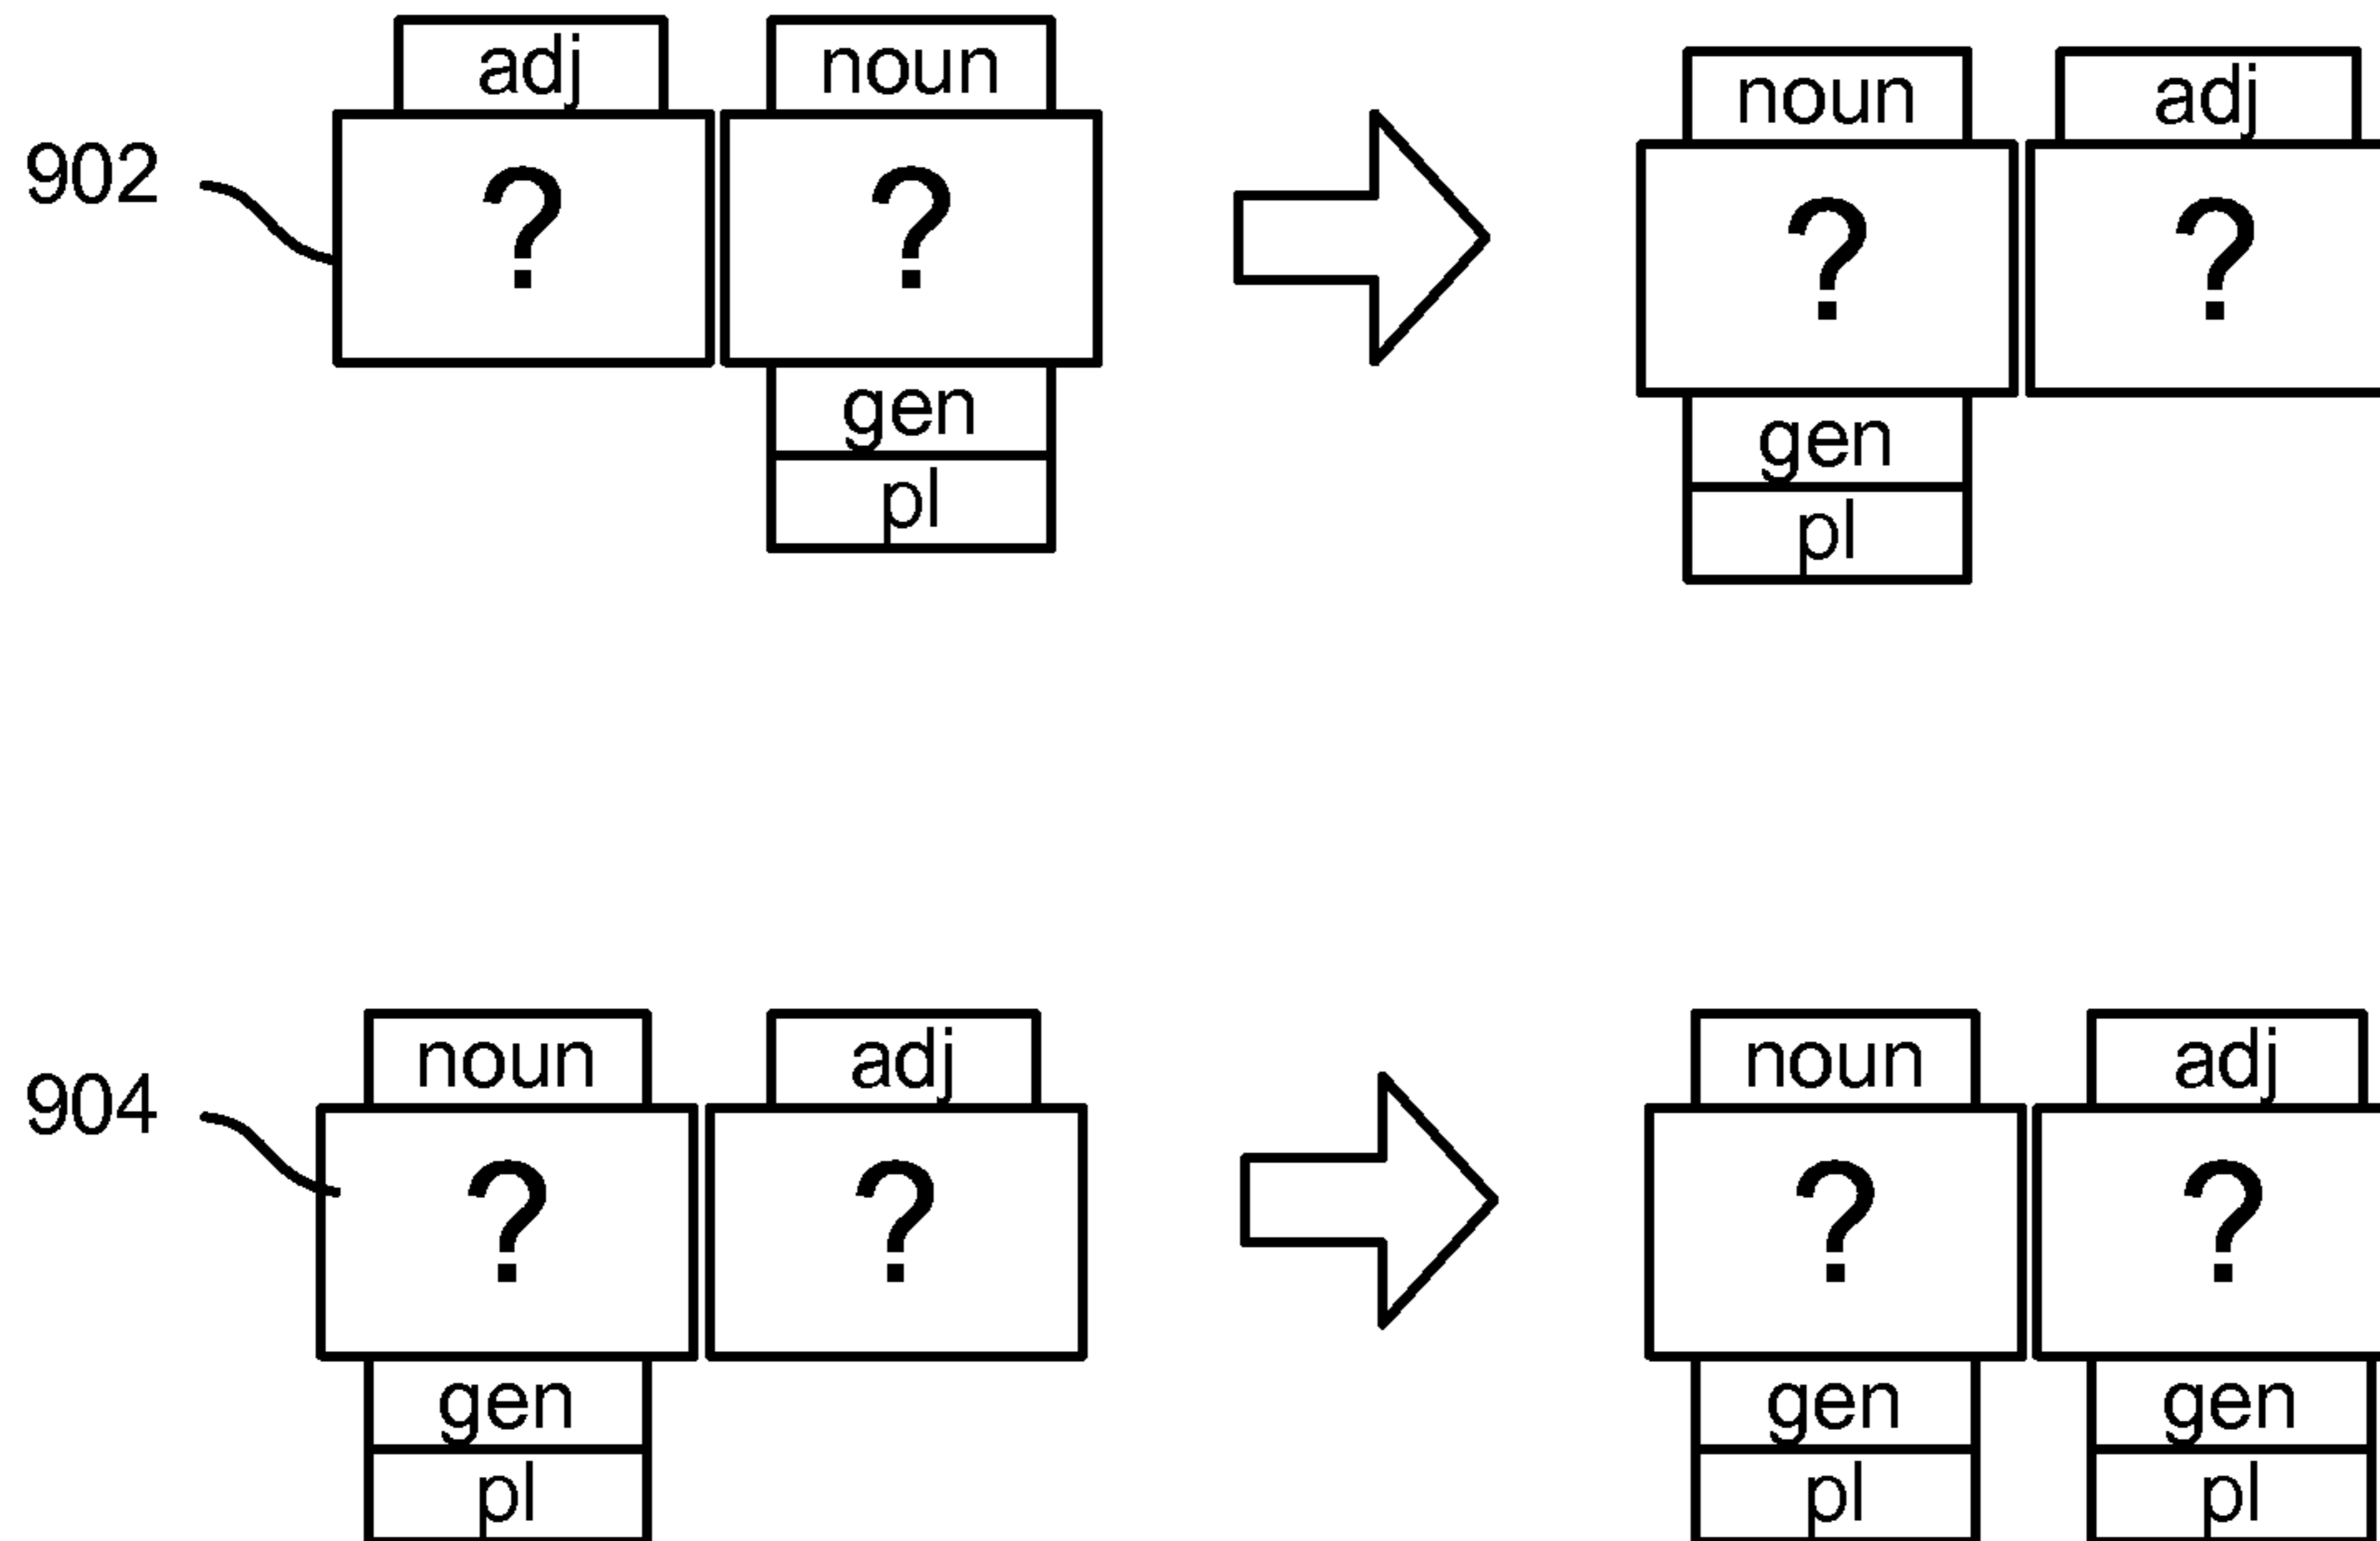 adj noun noun adj
902 ? ? ? ?
gen gen
pl pl
noun adj noun adj
904 ? ? ? ?
gen gen gen
pl pl pl